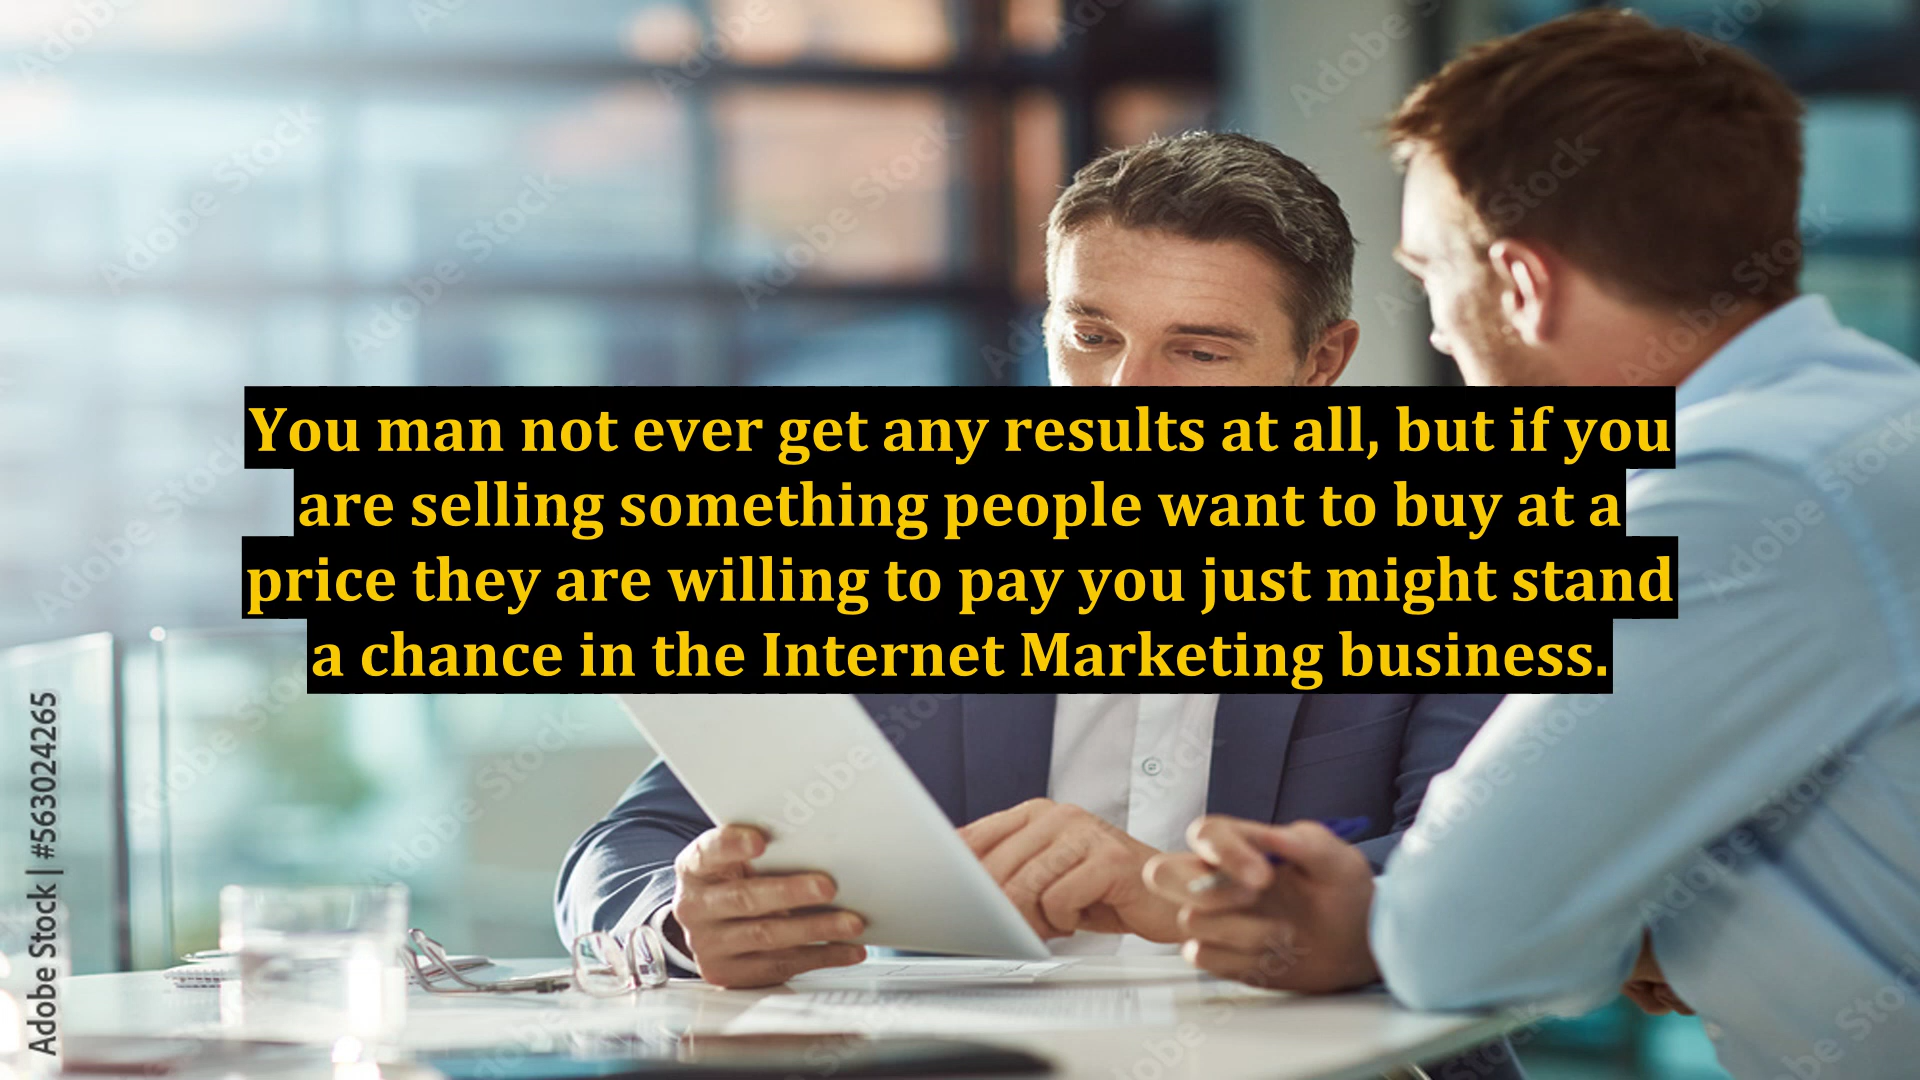 You man not ever get any results at all, but if you
are selling something people want to buy at a
price they are willing to pay you just might stand
a chance in the Internet Marketing business.
Adobe Stock | #563024265